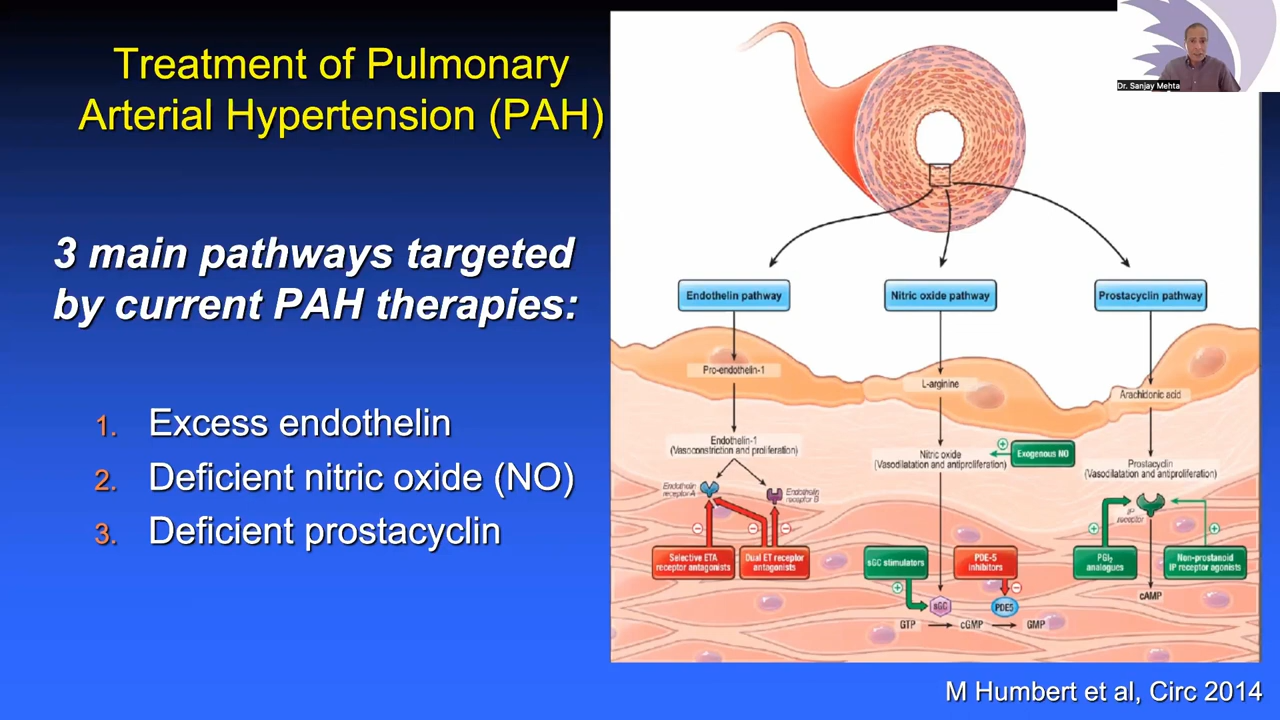 Treatment of Pulmonary
Arterial Hypertension (PAH)
3 main pathways targeted
by current PAH therapies:
1. Excess endothelin
2. Deficient nitric oxide (NO)
3. Deficient prostacyclin
Dr. Sanjay Mehta
Endothelin pathway
Nitric oxide pathway
Prostacyclin pathway
Pro-endothelin-1
L-arginine
Arachidonic acid
Endothelin-1
(Vasoconstriction and proliferation)
Nitric oxide
(Vasodilatation and antiproliferation)
Exogenous NO
Prostacyclin
(Vasodilatation and antiproliferation)
Endothelin
receptor A
Endothelin
receptor B
IP
receptor
Selective ETA
receptor antagonists
Dual ET receptor
antagonists
sGC stimulators
PDE-5
inhibitors
PGI2
analogues
Non-prostanoid
IP receptor agonists
sGC
PDE5
cAMP
GTP
cGMP
GMP
M Humbert et al, Circ 2014